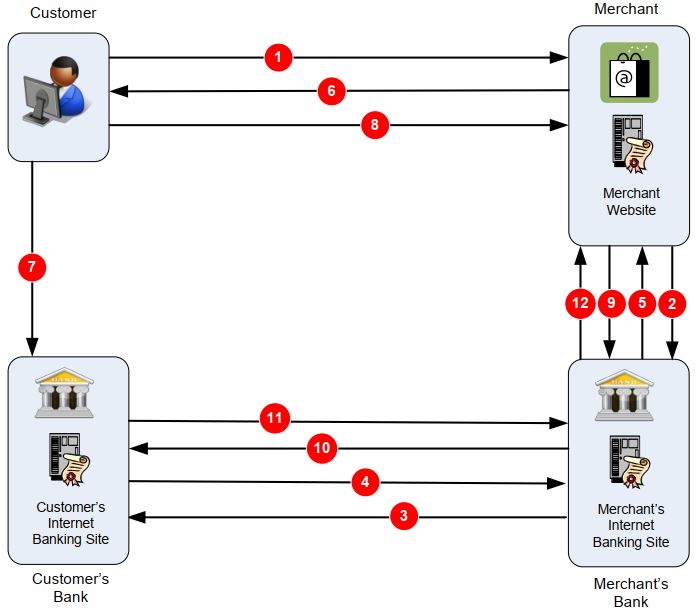 Customer
Merchant
1
6
8
@
Merchant
Website
7
12
9
5
2
BANK
11
10
4
3
Customer's
Internet
Banking Site
Merchant's
Internet
Banking Site
Customer's
Bank
Merchant's
Bank